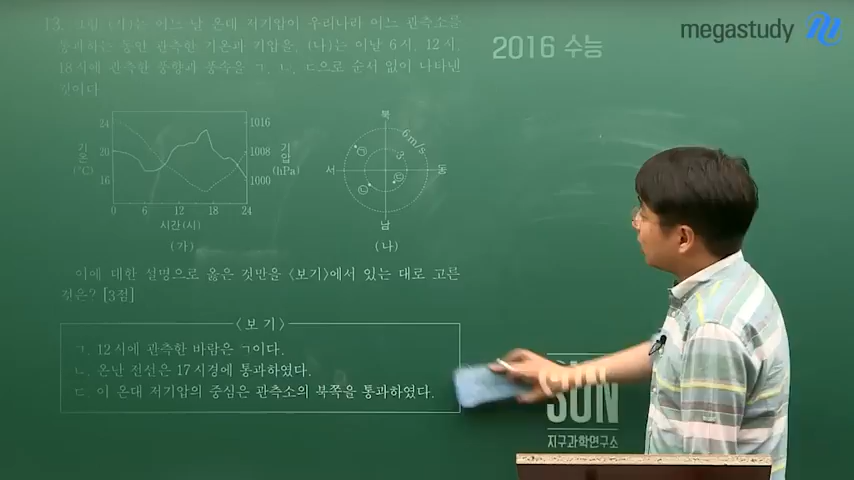 13. 그림 (가)는 어느 날 온대 저기압이 우리나라 어느 관측소를
통과하는 동안 관측한 기온과 기압을, (나)는 이날 6시, 12시,
18시에 관측한 풍향과 풍속을 ㄱ, ㄴ, ㄷ으로 순서 없이 나타낸
것이다.
2016 수능
megastudy
기온(℃)
24
20
16
기압(hPa)
1016
1008
1000
0 6 12 18 24
시간(시)
(가)
북
서
동
남
6 m/s
3
㉠
㉡
㉢
(나)
이에 대한 설명으로 옳은 것만을 <보기>에서 있는 대로 고른
것은? [3점]
<보 기>
ㄱ. 12시에 관측한 바람은 ㄱ이다.
ㄴ. 온난 전선은 17시경에 통과하였다.
ㄷ. 이 온대 저기압의 중심은 관측소의 북쪽을 통과하였다.
SUN
지구과학연구소